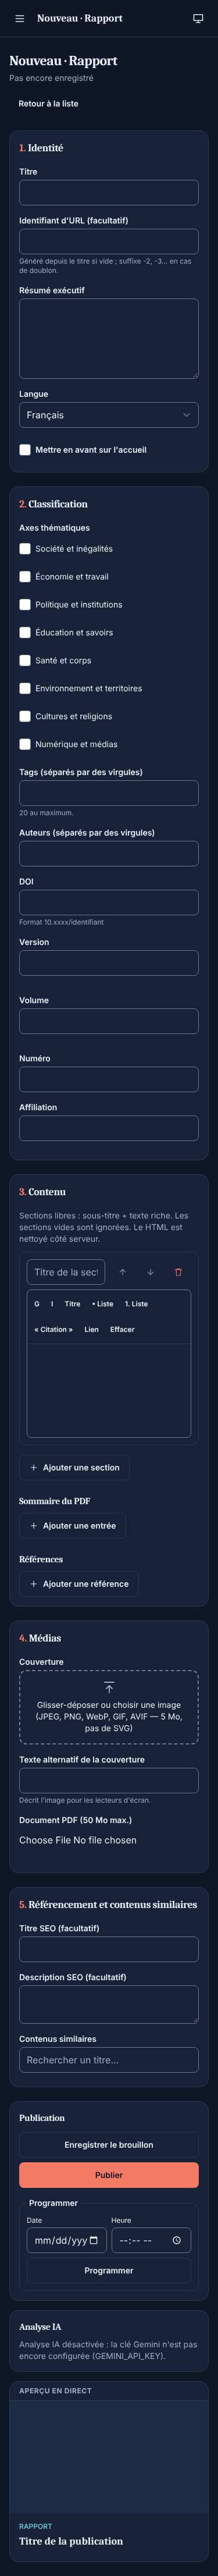 Nouveau · Rapport
Nouveau · Rapport
Pas encore enregistré
Retour à la liste
1. Identité
Titre
Identifiant d'URL (facultatif)
Généré depuis le titre si vide ; suffixe -2, -3… en cas
de doublon.
Résumé exécutif
Langue
Français
Mettre en avant sur l'accueil
2. Classification
Axes thématiques
Société et inégalités
Économie et travail
Politique et institutions
Éducation et savoirs
Santé et corps
Environnement et territoires
Cultures et religions
Numérique et médias
Tags (séparés par des virgules)
20 au maximum.
Auteurs (séparés par des virgules)
DOI
Format 10.xxxx/identifiant
Version
Volume
Numéro
Affiliation
3. Contenu
Sections libres : sous-titre + texte riche. Les
sections vides sont ignorées. Le HTML est
nettoyé côté serveur.
Titre de la sect
G I Titre • Liste 1. Liste
« Citation » Lien Effacer
Ajouter une section
Sommaire du PDF
Ajouter une entrée
Références
Ajouter une référence
4. Médias
Couverture
Glisser-déposer ou choisir une image
(JPEG, PNG, WebP, GIF, AVIF — 5 Mo,
pas de SVG)
Texte alternatif de la couverture
Décrit l'image pour les lecteurs d'écran.
Document PDF (50 Mo max.)
Choose File No file chosen
5. Référencement et contenus similaires
Titre SEO (facultatif)
Description SEO (facultatif)
Contenus similaires
Rechercher un titre…
Publication
Enregistrer le brouillon
Publier
Programmer
Date Heure
mm/dd/yyyy --:-- --
Programmer
Analyse IA
Analyse IA désactivée : la clé Gemini n'est pas
encore configurée (GEMINI_API_KEY).
APERÇU EN DIRECT
RAPPORT
Titre de la publication